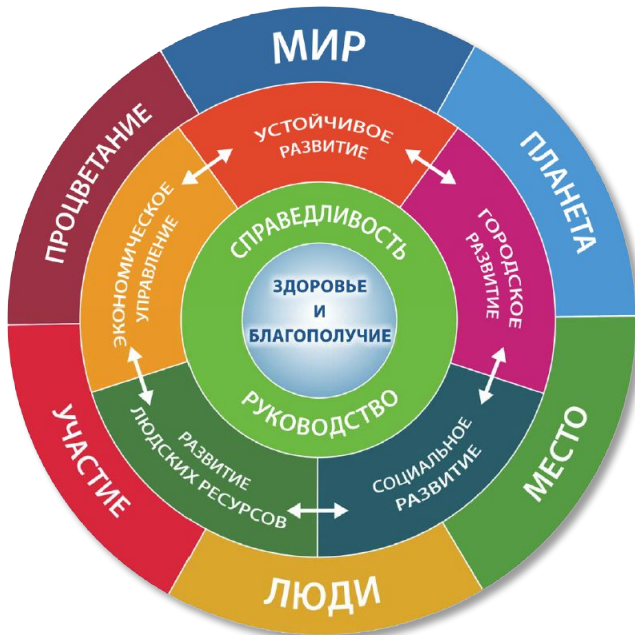 МИР
ПЛАНЕТА
МЕСТО
ЛЮДИ
УЧАСТИЕ
ПРОЦВЕТАНИЕ
УСТОЙЧИВОЕ
РАЗВИТИЕ
ГОРОДСКОЕ
РАЗВИТИЕ
СОЦИАЛЬНОЕ
РАЗВИТИЕ
РАЗВИТИЕ
ЛЮДСКИХ РЕСУРСОВ
ЭКОНОМИЧЕСКОЕ
УПРАВЛЕНИЕ
СПРАВЕДЛИВОСТЬ
РУКОВОДСТВО
ЗДОРОВЬЕ
И
БЛАГОПОЛУЧИЕ